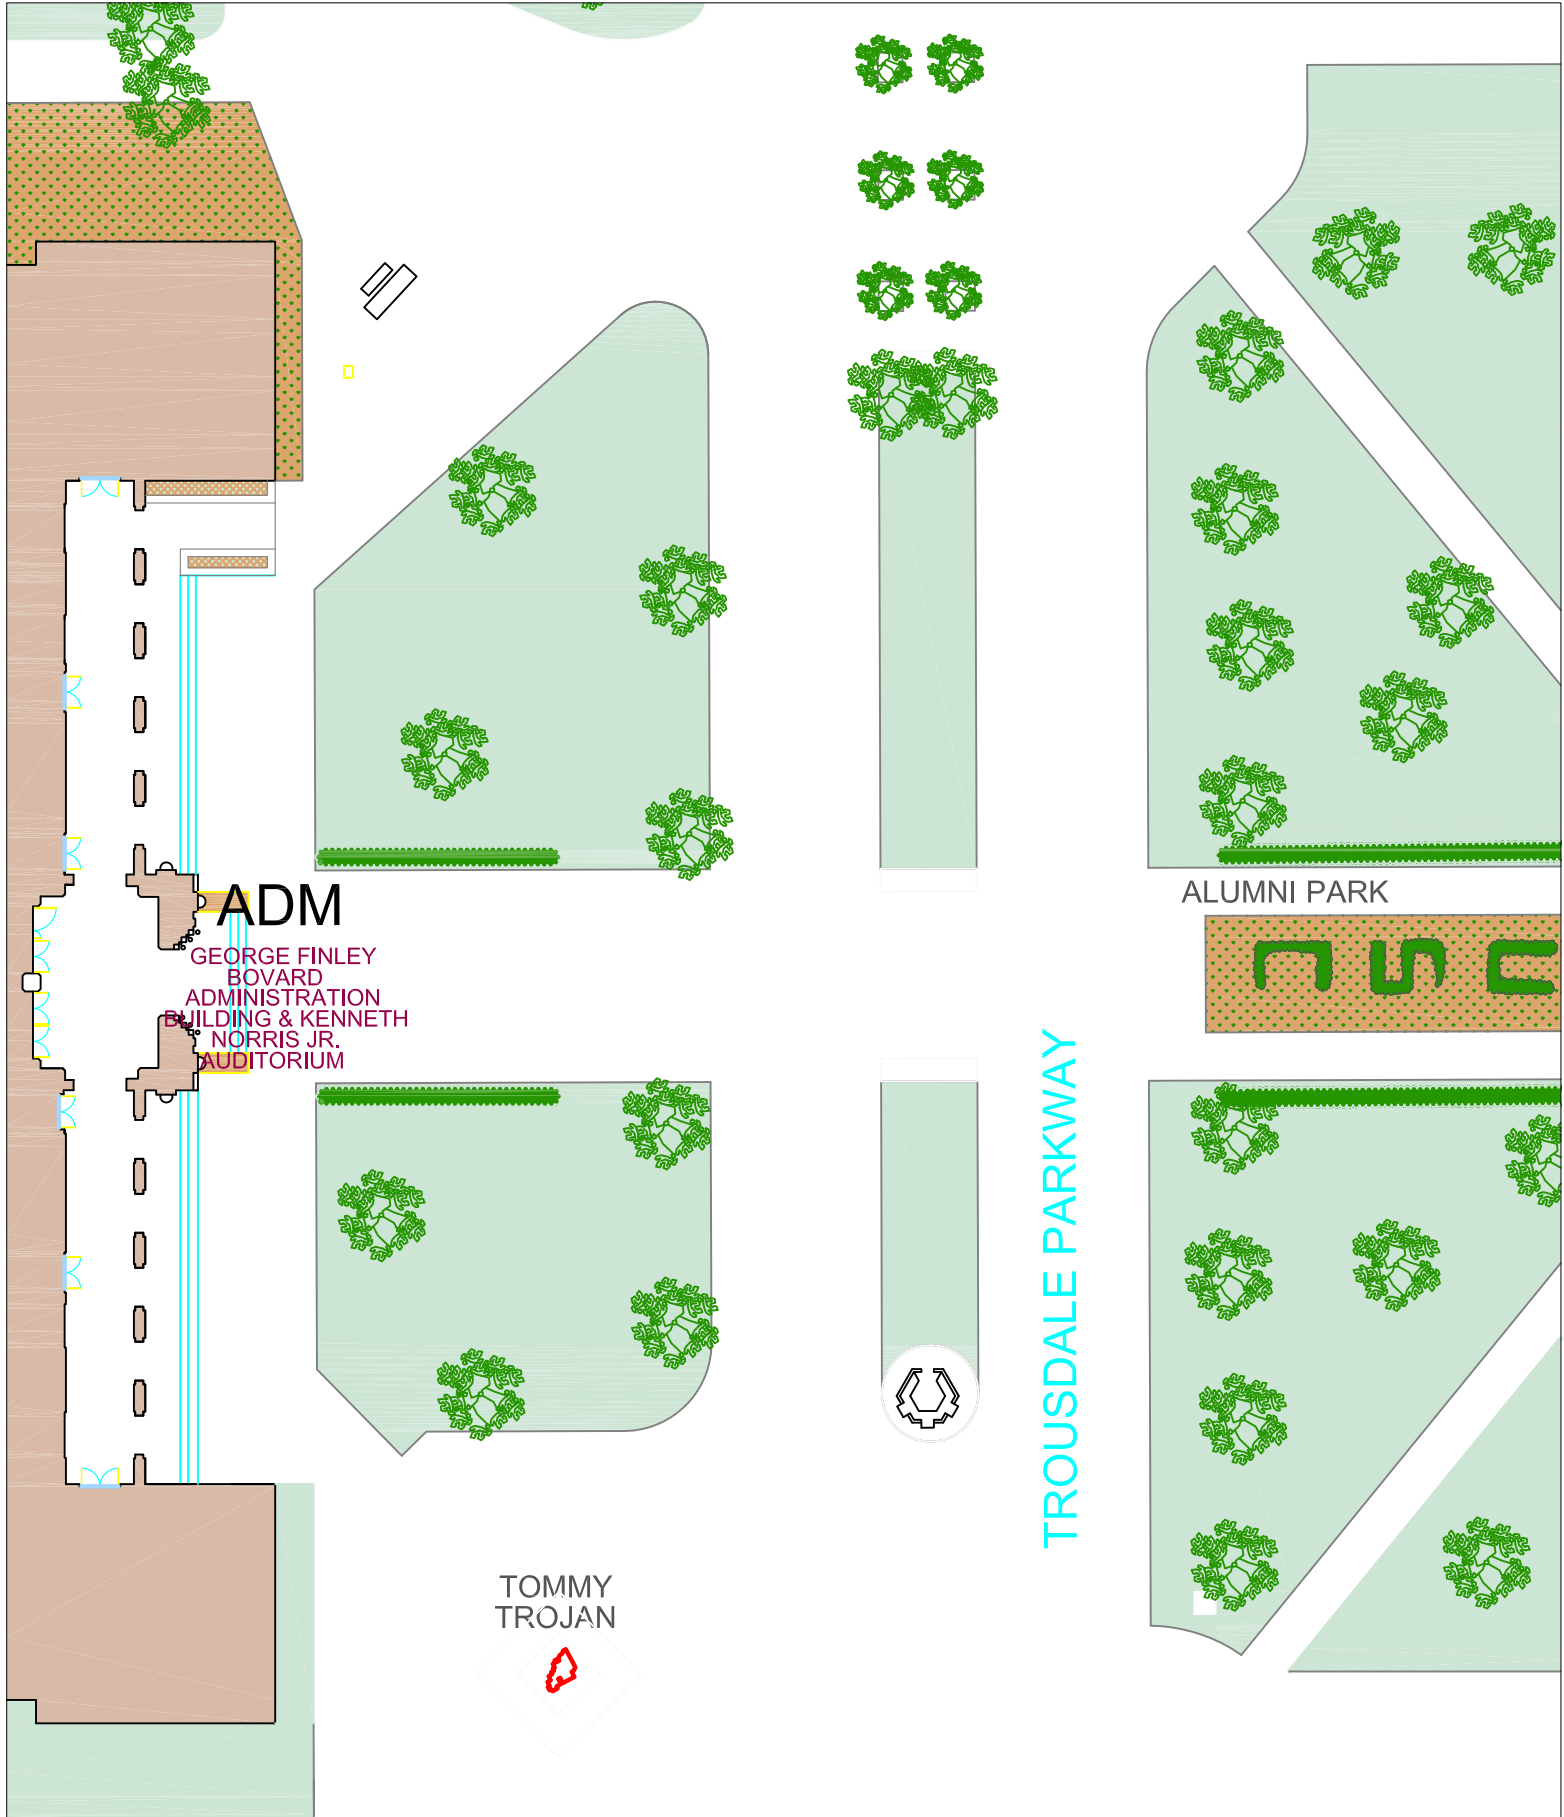 ALUMNI PARK
ADM
GEORGE FINLEY
BOVARD
ADMINISTRATION
BUILDING & KENNETH
NORRIS JR.
AUDITORIUM
USC
TROUSDALE PARKWAY
TOMMY
TROJAN